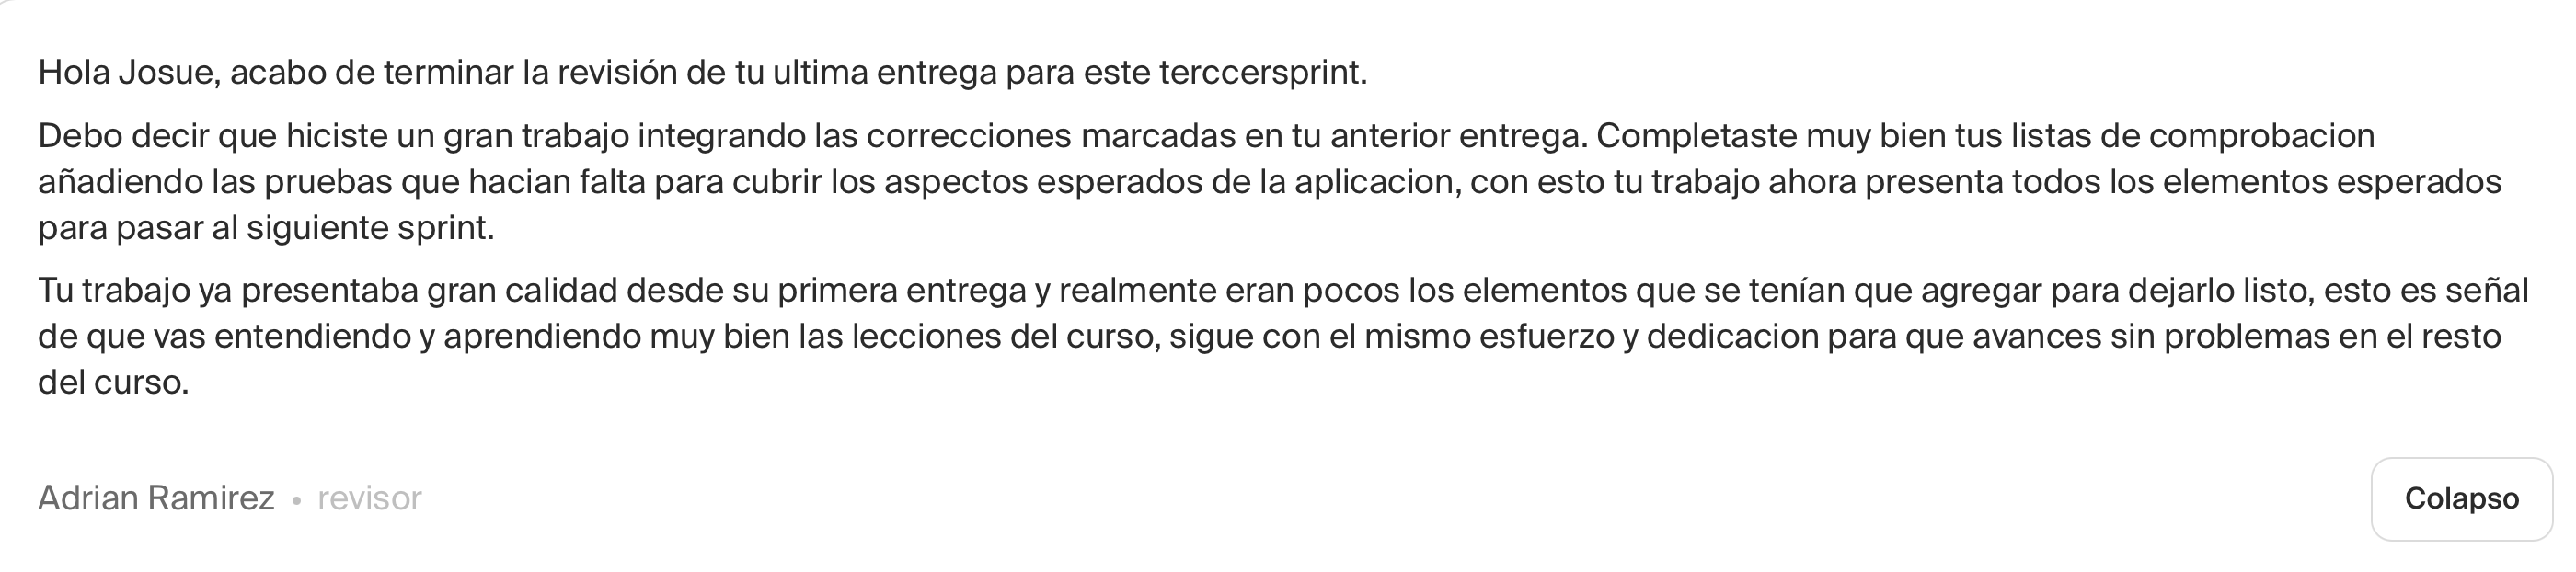 Hola Josue, acabo de terminar la revisión de tu ultima entrega para este terccersprint.
Debo decir que hiciste un gran trabajo integrando las correcciones marcadas en tu anterior entrega. Completaste muy bien tus listas de comprobacion
añadiendo las pruebas que hacian falta para cubrir los aspectos esperados de la aplicacion, con esto tu trabajo ahora presenta todos los elementos esperados
para pasar al siguiente sprint.
Tu trabajo ya presentaba gran calidad desde su primera entrega y realmente eran pocos los elementos que se tenían que agregar para dejarlo listo, esto es señal
de que vas entendiendo y aprendiendo muy bien las lecciones del curso, sigue con el mismo esfuerzo y dedicacion para que avances sin problemas en el resto
del curso.
Adrian Ramirez • revisor
Colapso